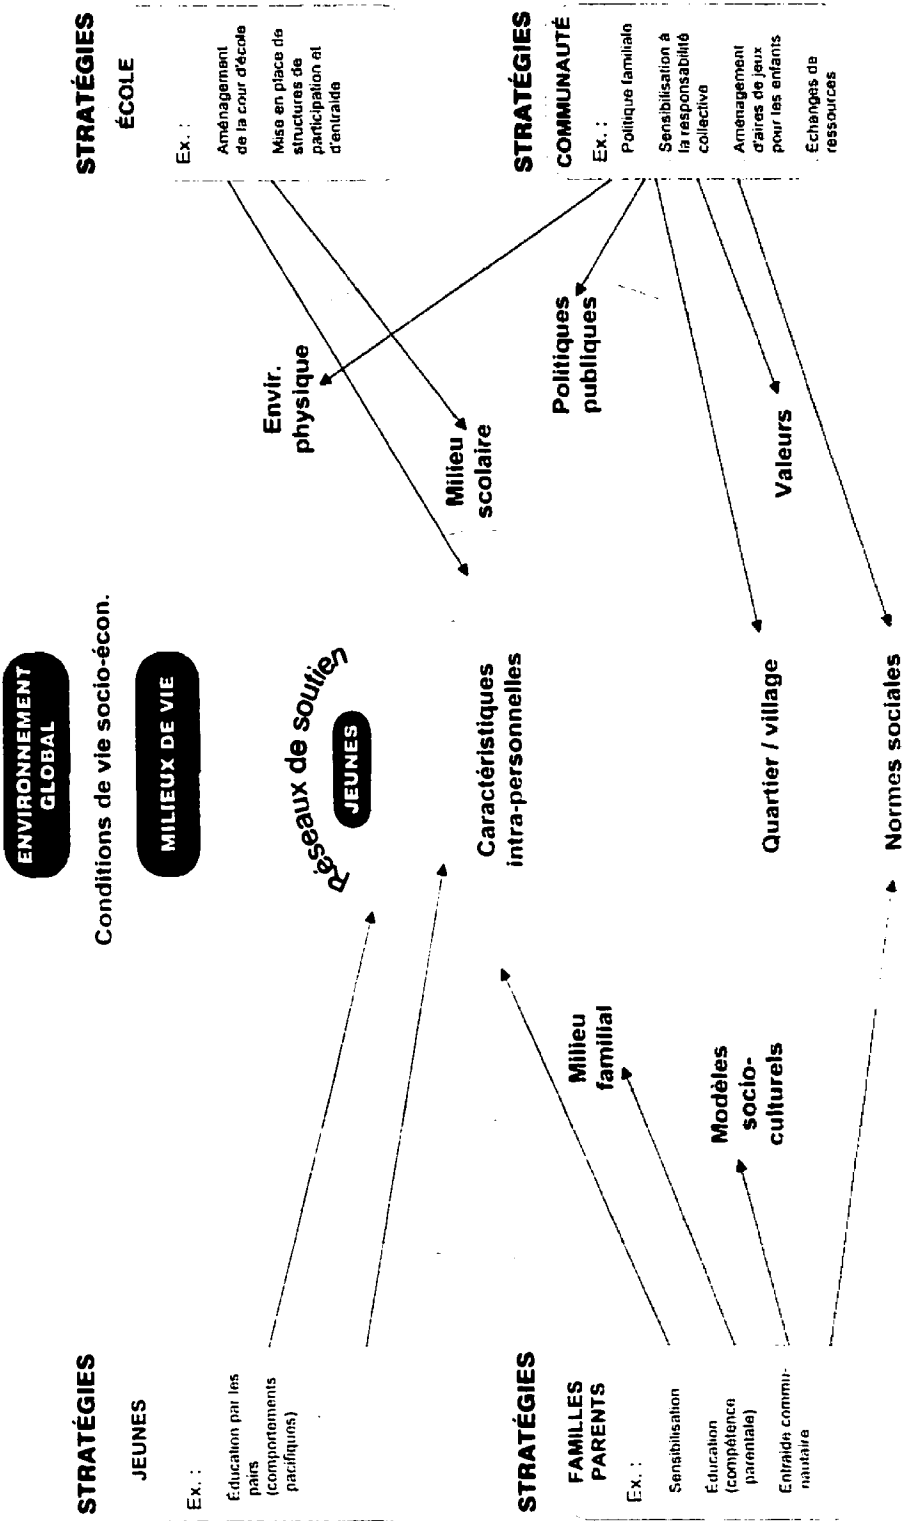 ENVIRONNEMENT
GLOBAL
Conditions de vie socio-écon.
MILIEUX DE VIE
Réseaux de soutien
JEUNES
Caractéristiques
intra-personnelles
Quartier / village
Normes sociales
STRATÉGIES
JEUNES
Ex. :
Éducation par les
pairs
(comportements
pacifiques)
STRATÉGIES
ÉCOLE
Ex. :
Aménagement
de la cour d'école
Mise en place de
structures de
participation et
d'entraide
Envir.
physique
Milieu
scolaire
STRATÉGIES
FAMILLES
PARENTS
Ex. :
Sensibilisation
Éducation
(compétence
parentale)
Entraide commu-
nautaire
Milieu
familial
Modèles
socio-
culturels
STRATÉGIES
COMMUNAUTÉ
Ex. :
Politique familiale
Sensibilisation à
la responsabilité
collective
Aménagement
d'aires de jeux
pour les enfants
Échanges de
ressources
Politiques
publiques
Valeurs